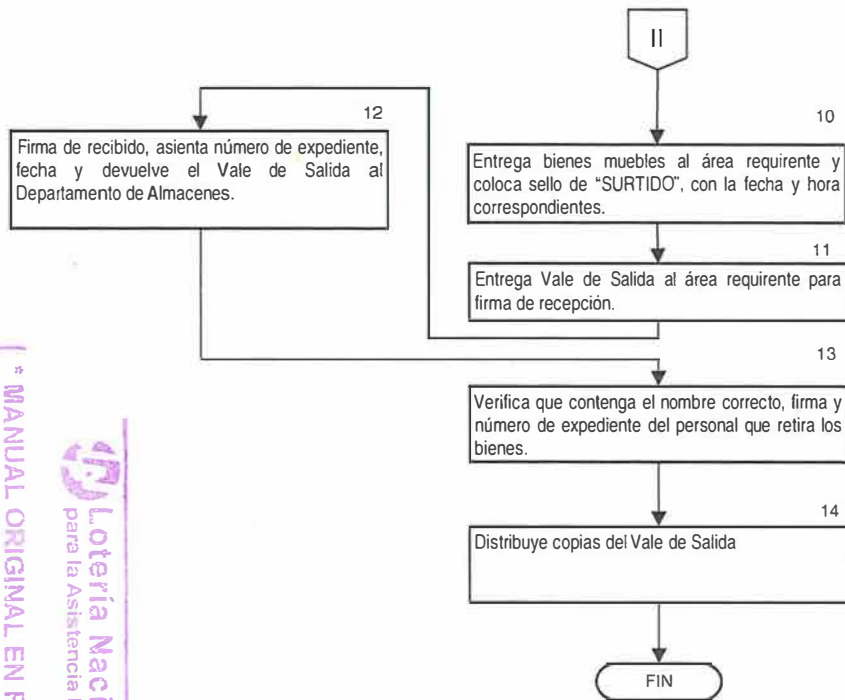 II
10
Entrega bienes muebles al área requirente y
coloca sello de “SURTIDO”, con la fecha y hora
correspondientes.
11
Entrega Vale de Salida al área requirente para
firma de recepción.
12
Firma de recibido, asienta número de expediente,
fecha y devuelve el Vale de Salida al
Departamento de Almacenes.
13
Verifica que contenga el nombre correcto, firma y
número de expediente del personal que retira los
bienes.
14
Distribuye copias del Vale de Salida
FIN
Lotería Naci
para la Asistencia
* MANUAL ORIGINAL EN